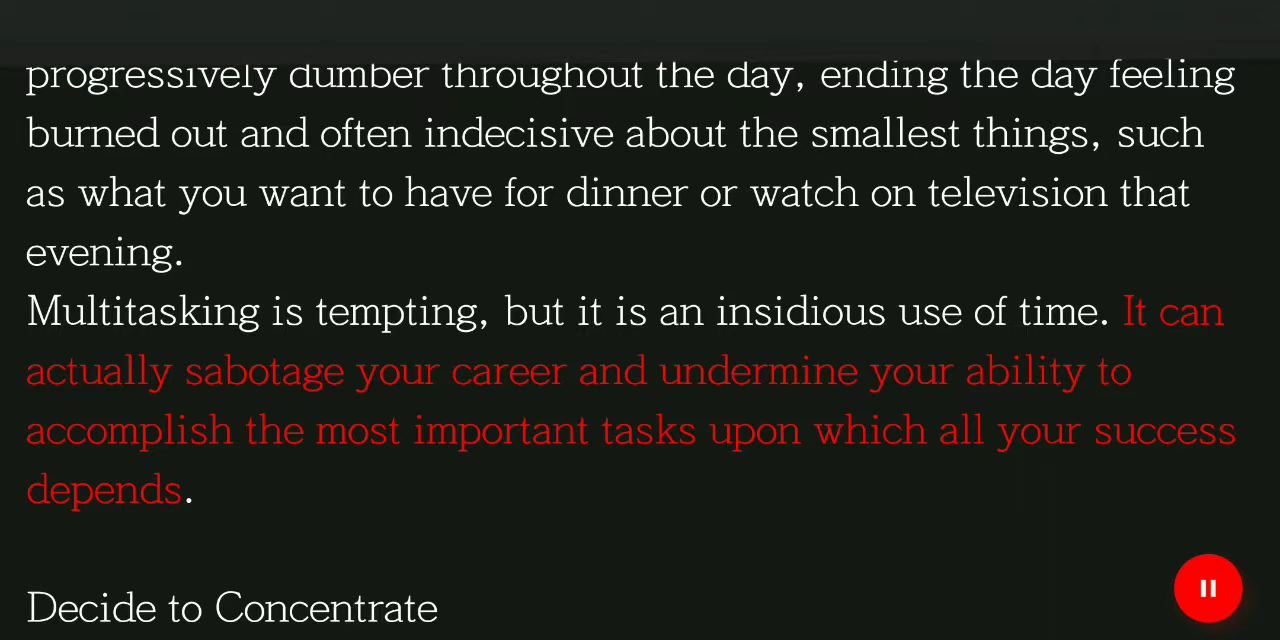 progressively dumber throughout the day, ending the day feeling
burned out and often indecisive about the smallest things, such
as what you want to have for dinner or watch on television that
evening.
Multitasking is tempting, but it is an insidious use of time. It can
actually sabotage your career and undermine your ability to
accomplish the most important tasks upon which all your success
depends.
Decide to Concentrate